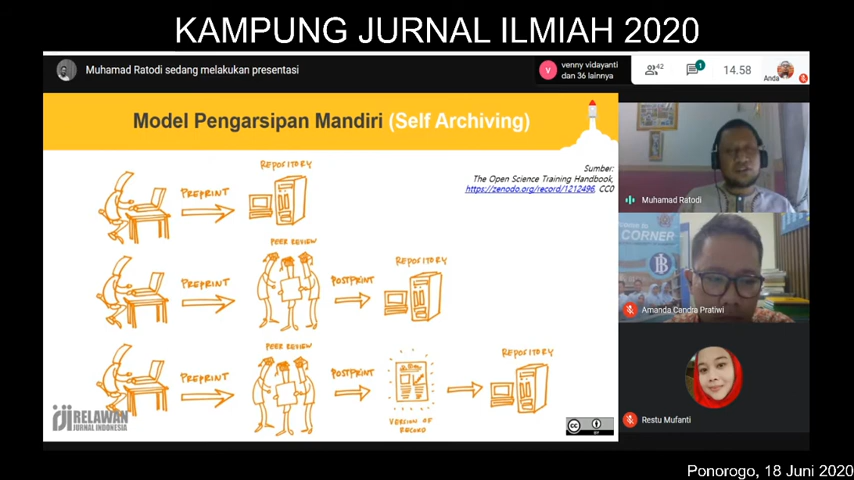 KAMPUNG JURNAL ILMIAH 2020
Muhamad Ratodi sedang melakukan presentasi
V
venny vidayanti
dan 36 lainnya
42
1
14.58
Anda
Model Pengarsipan Mandiri (Self Archiving)
Sumber:
The Open Science Training Handbook,
https://zenodo.org/record/1212496, CC0
REPOSITORY
PREPRINT
PEER REVIEW
REPOSITORY
PREPRINT
POSTPRINT
PEER REVIEW
REPOSITORY
PREPRINT
POSTPRINT
VERSION OF
RECORD
RELAWAN
JURNAL INDONESIA
cc
BY
Muhamad Ratodi
CORNER
Amanda Candra Pratiwi
Restu Mufanti
Ponorogo, 18 Juni 2020